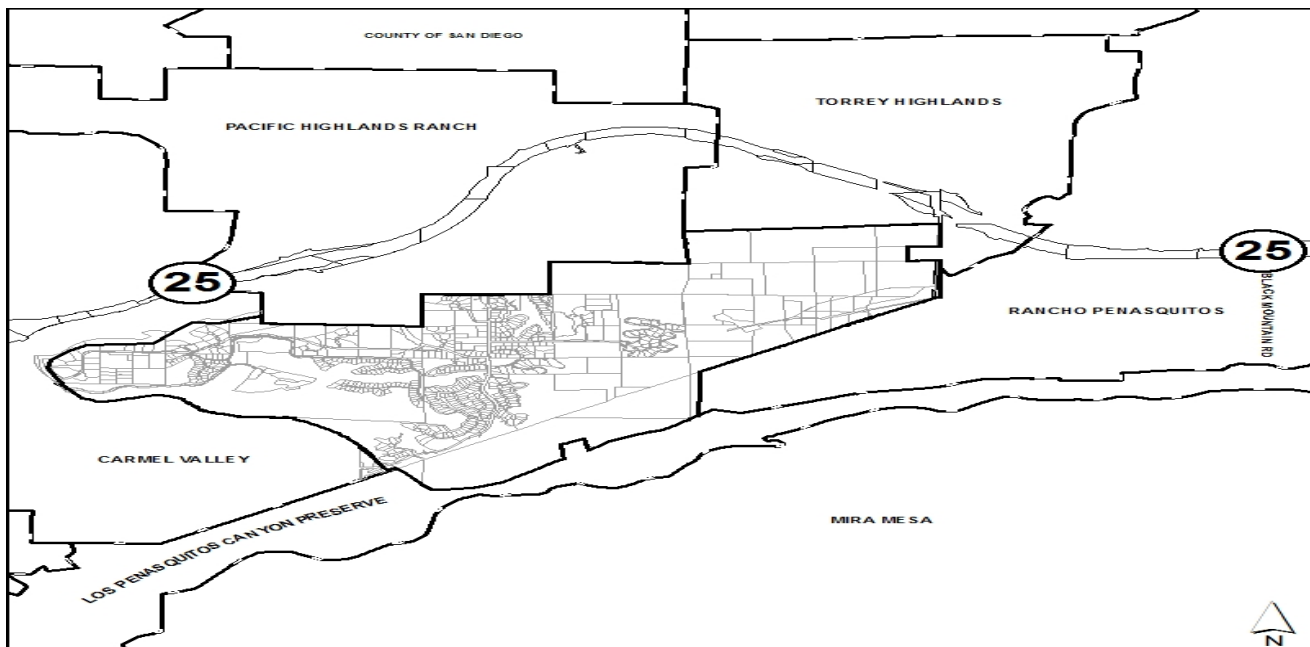 COUNTY OF SAN DIEGO
TORREY HIGHLANDS
PACIFIC HIGHLANDS RANCH
25
25
BLACK MOUNTAIN RD
RANCHO PENASQUITOS
CARMEL VALLEY
LOS PENASQUITOS CANYON PRESERVE
MIRA MESA
N